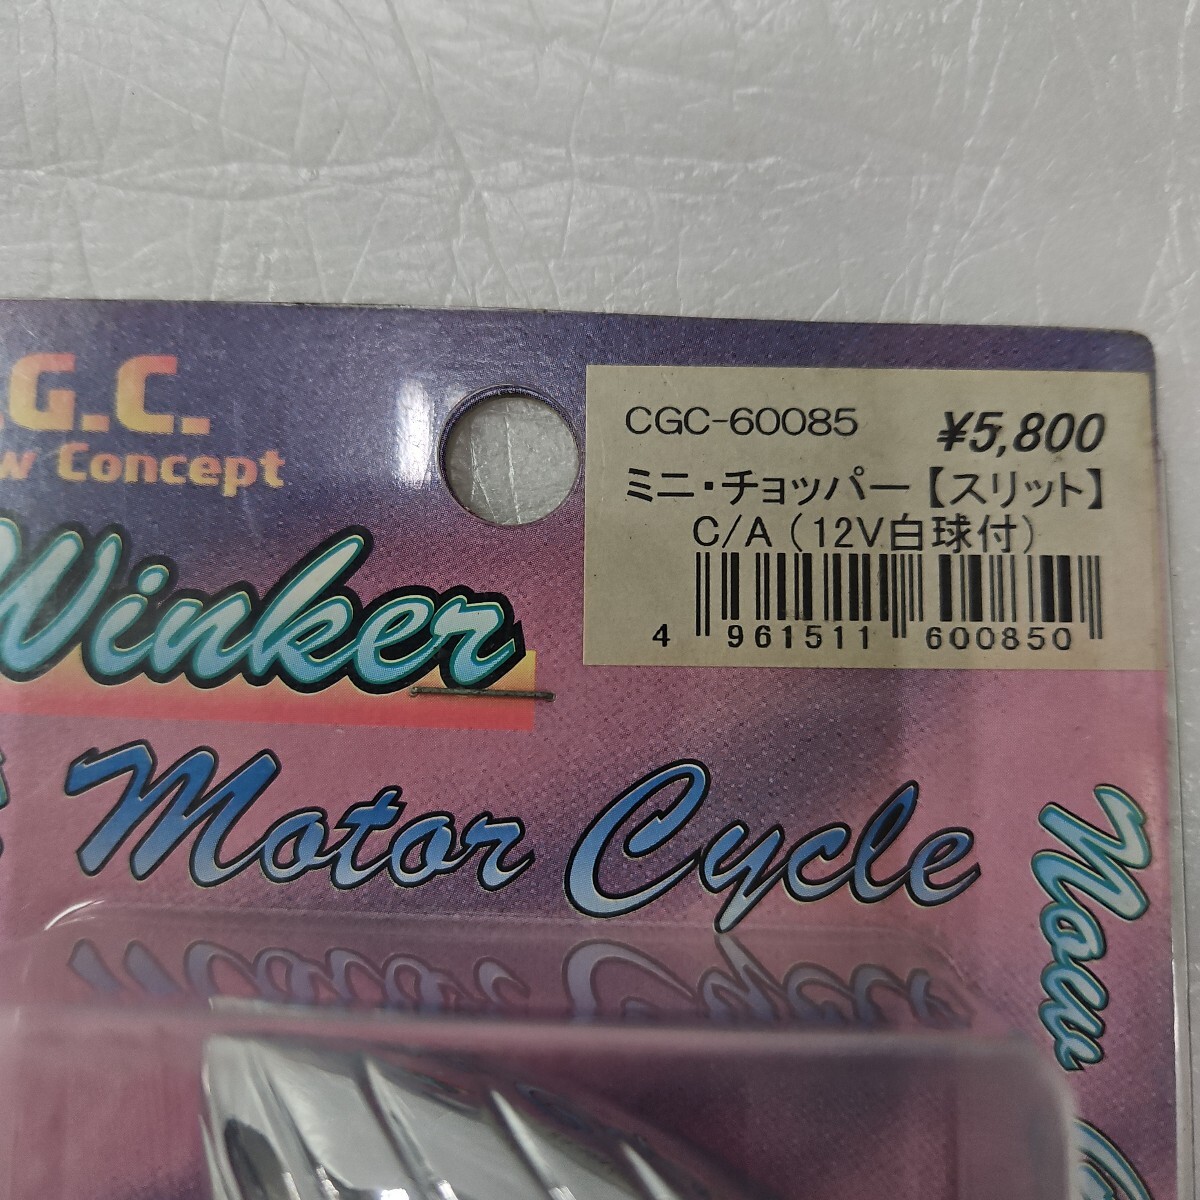 .G.C.
w Concept
CGC-60085 ¥5,800
ミニ・チョッパー【スリット】
C/A（12V白球付）
4 961511 600850
Winker
Motor Cycle